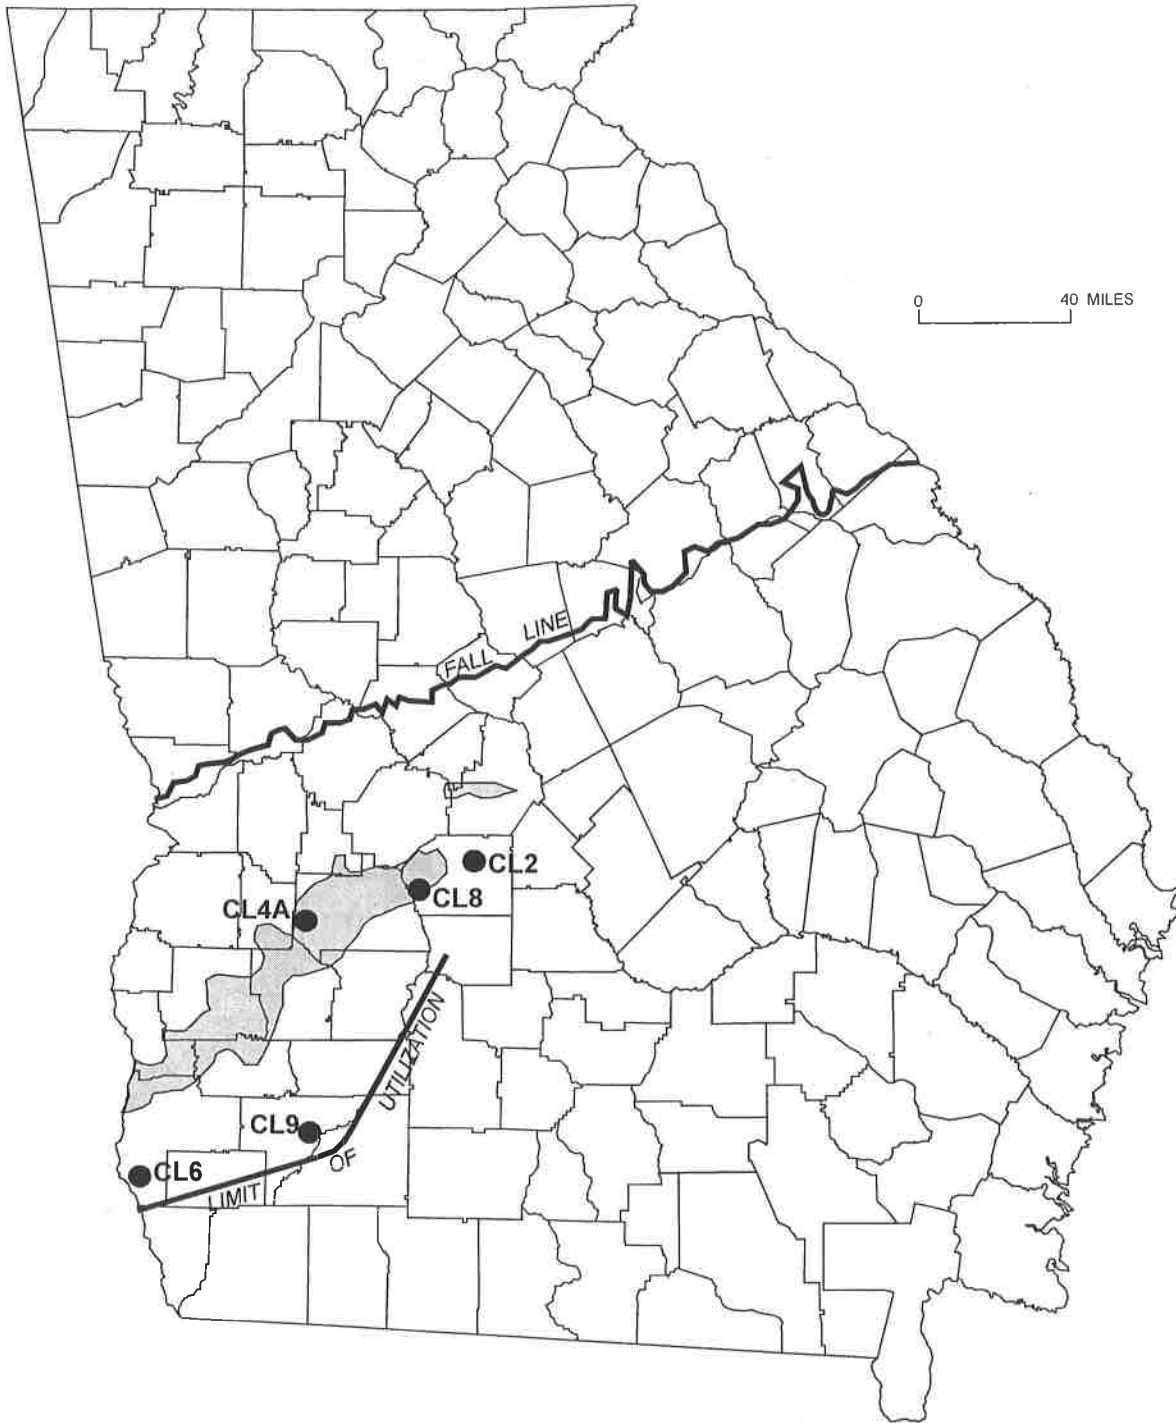 0 40 MILES
FALL LINE
CL2
CL8
CL4A
CL9
CL6
LIMIT OF UTILIZATION